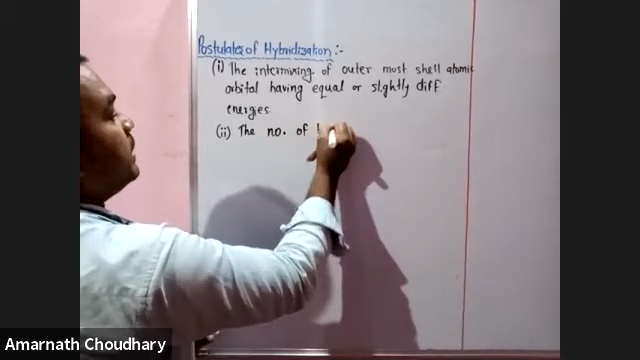 Postulates of Hybridization :-
(i) The intermixing of outer most shell atomic
orbital having equal or slightly diff
energies.
(ii) The no. of
Amarnath Choudhary